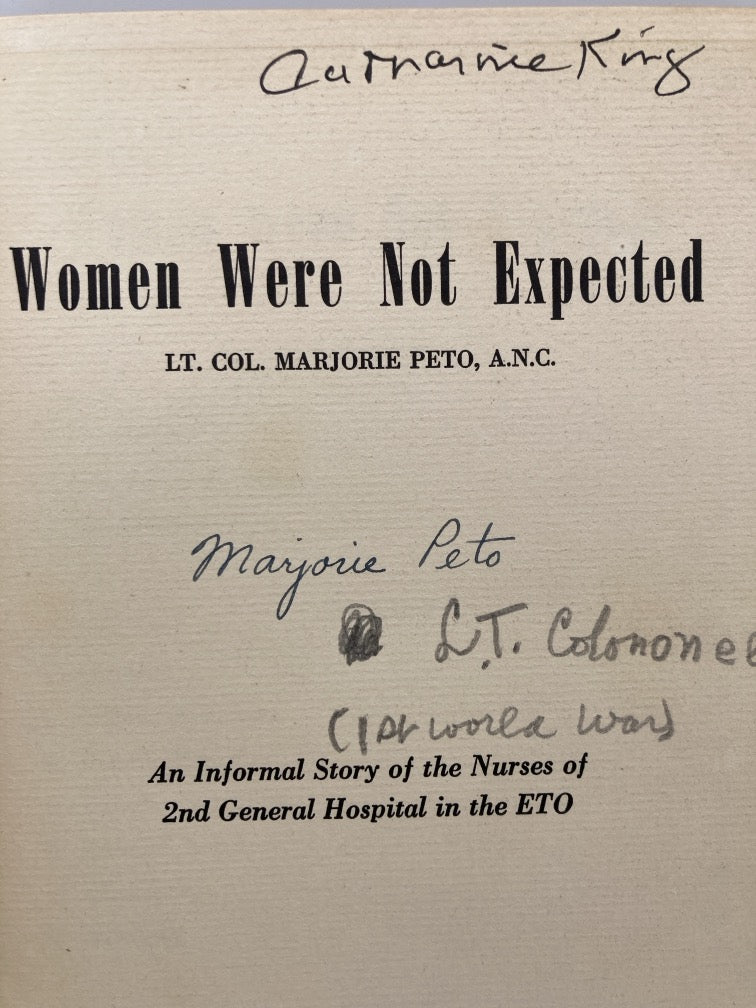 Catharine King
Women Were Not Expected
LT. COL. MARJORIE PETO, A.N.C.
Marjorie Peto
LT. Colononel
(1st World War)
An Informal Story of the Nurses of
2nd General Hospital in the ETO